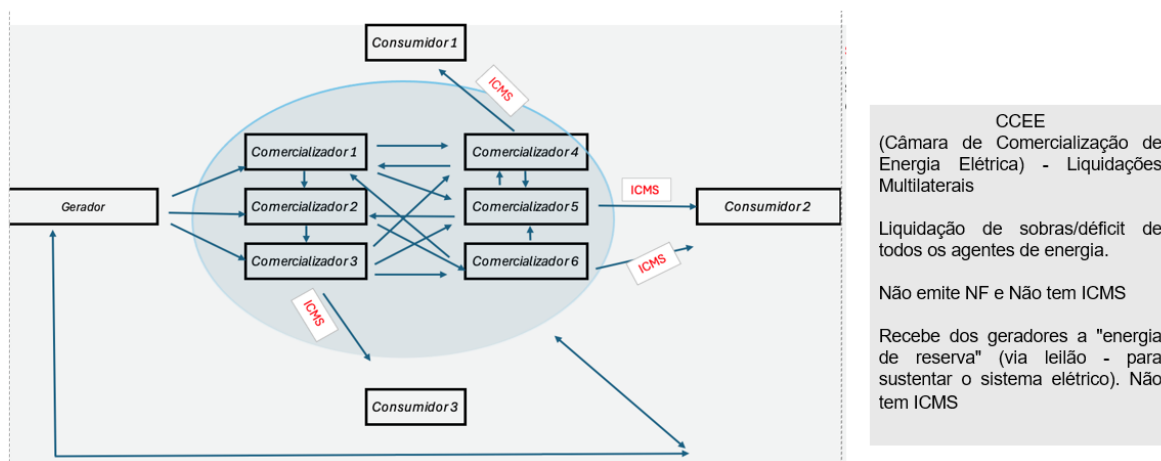 Consumidor 1
ICMS
Comercializador 1
Comercializador 4
Gerador
Comercializador 2
Comercializador 5
ICMS
Consumidor 2
Comercializador 3
Comercializador 6
ICMS
ICMS
Consumidor 3
CCEE
(Câmara de Comercialização de
Energia Elétrica) - Liquidações
Multilaterais
Liquidação de sobras/déficit de
todos os agentes de energia.
Não emite NF e Não tem ICMS
Recebe dos geradores a "energia
de reserva" (via leilão - para
sustentar o sistema elétrico). Não
tem ICMS